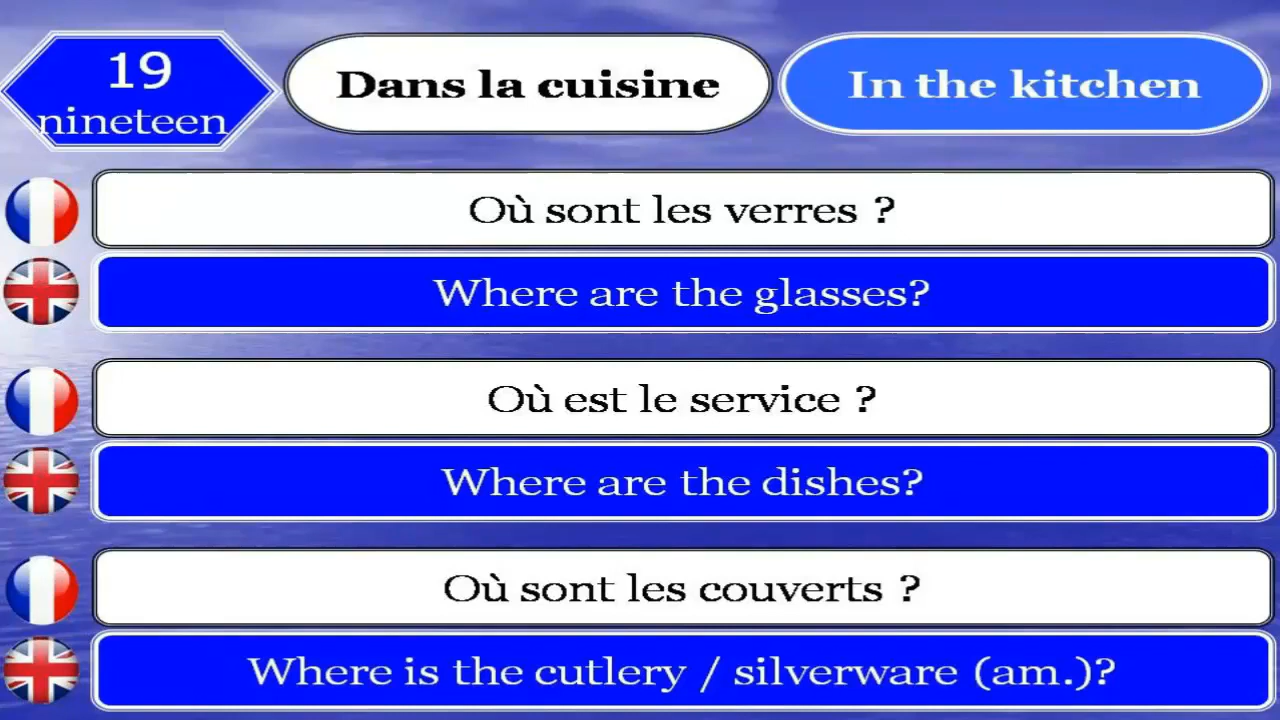 19
nineteen
Dans la cuisine
In the kitchen
Où sont les verres ?
Where are the glasses?
Où est le service ?
Where are the dishes?
Où sont les couverts ?
Where is the cutlery / silverware (am.)?